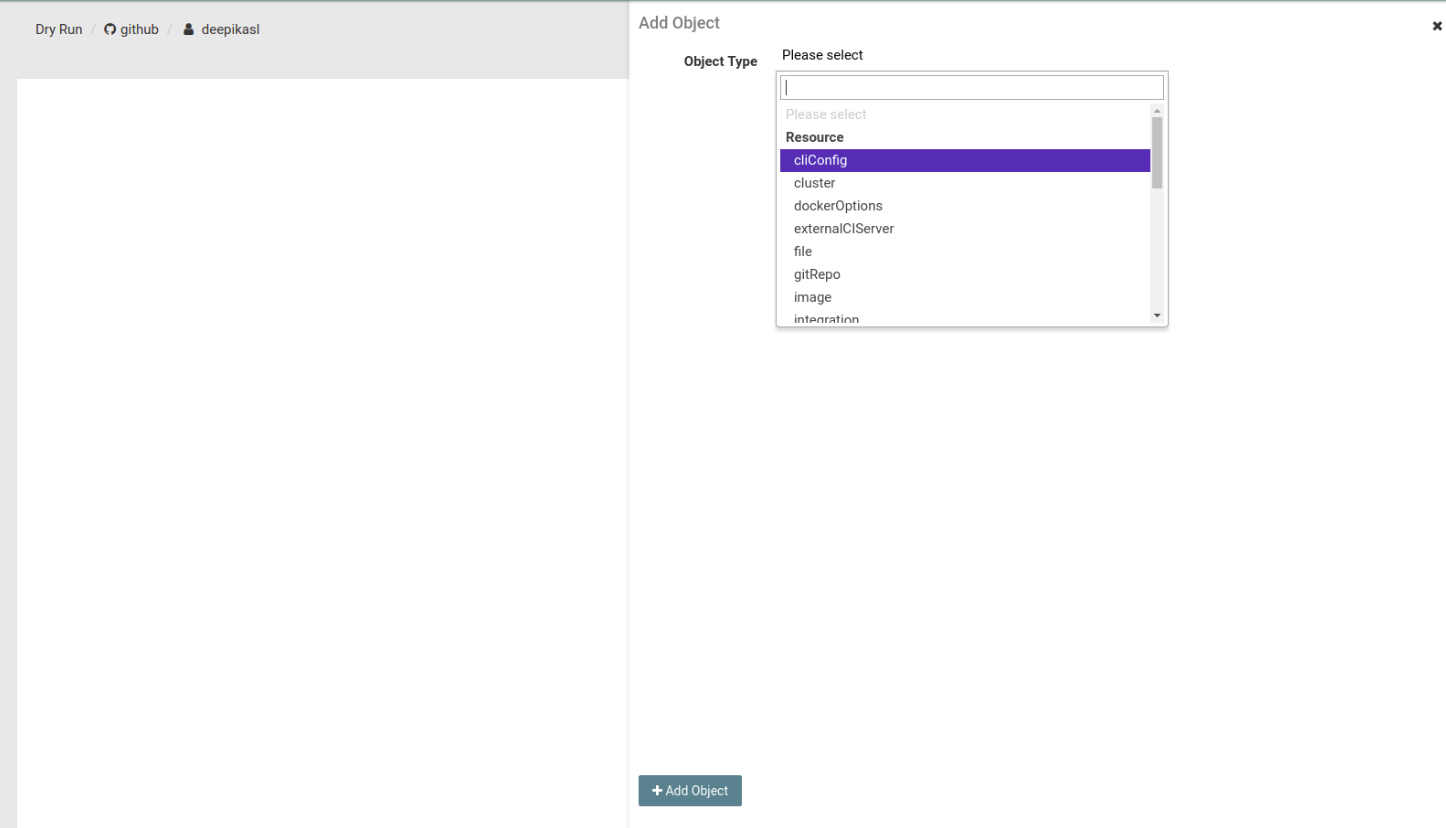 Dry Run / github / deepikasl
Add Object
Object Type
Please select
Please select
Resource
cliConfig
cluster
dockerOptions
externalCIServer
file
gitRepo
image
integration
Add Object